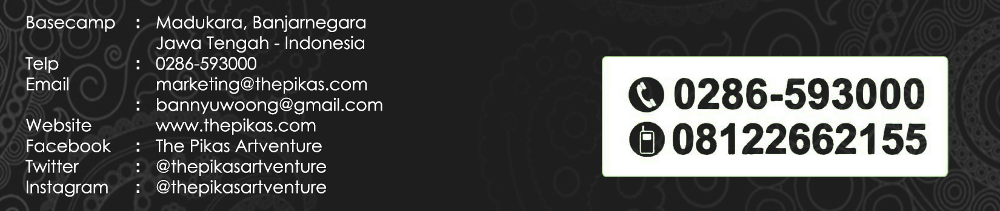 Basecamp : Madukara, Banjarnegara
Jawa Tengah - Indonesia
Telp : 0286-593000
Email marketing@thepikas.com
: bannyuwoong@gmail.com
Website www.thepikas.com
Facebook : The Pikas Artventure
Twitter : @thepikasartventure
Instagram : @thepikasartventure
0286-593000
08122662155